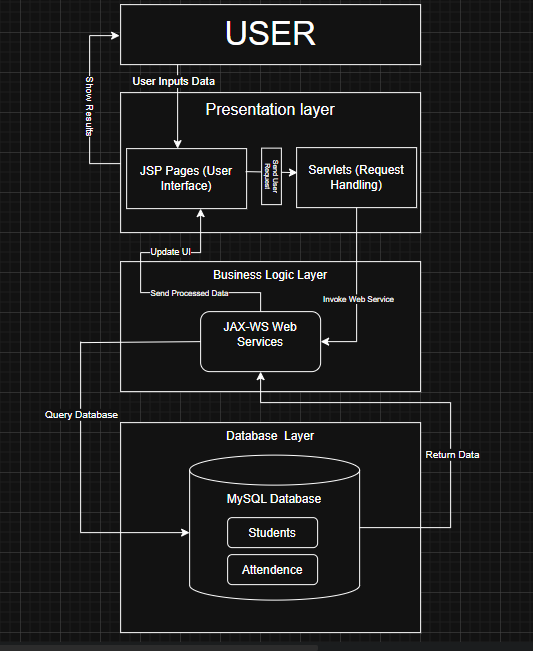 USER
User Inputs Data
Show Results
Presentation layer
JSP Pages (User
Interface)
Send User
Request
Servlets (Request
Handling)
Update UI
Business Logic Layer
Send Processed Data
Invoke Web Service
JAX-WS Web
Services
Query Database
Database  Layer
Return Data
MySQL Database
Students
Attendence